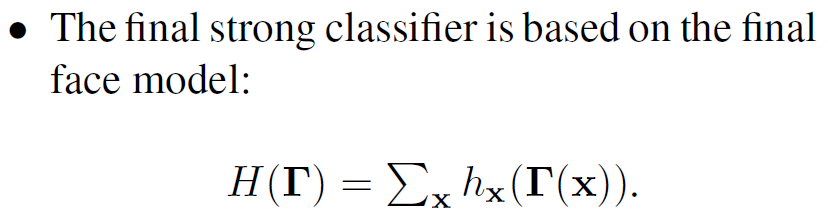 • The final strong classifier is based on the final
face model:
H(Γ) = ∑ₓ hₓ(Γ(x)).